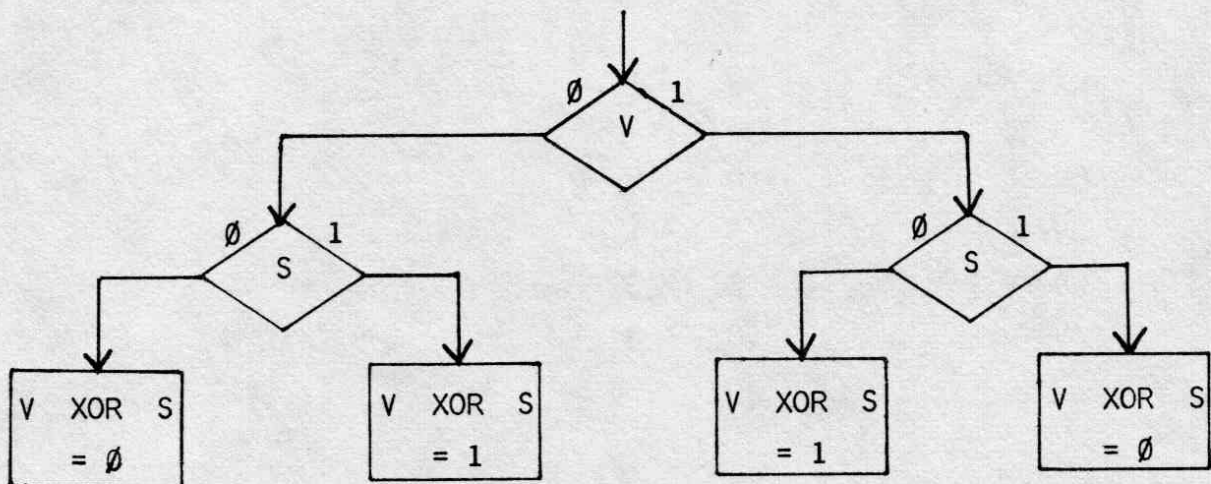 Ø 1
V
Ø 1
S
Ø 1
S
V XOR S
= Ø
V XOR S
= 1
V XOR S
= 1
V XOR S
= Ø